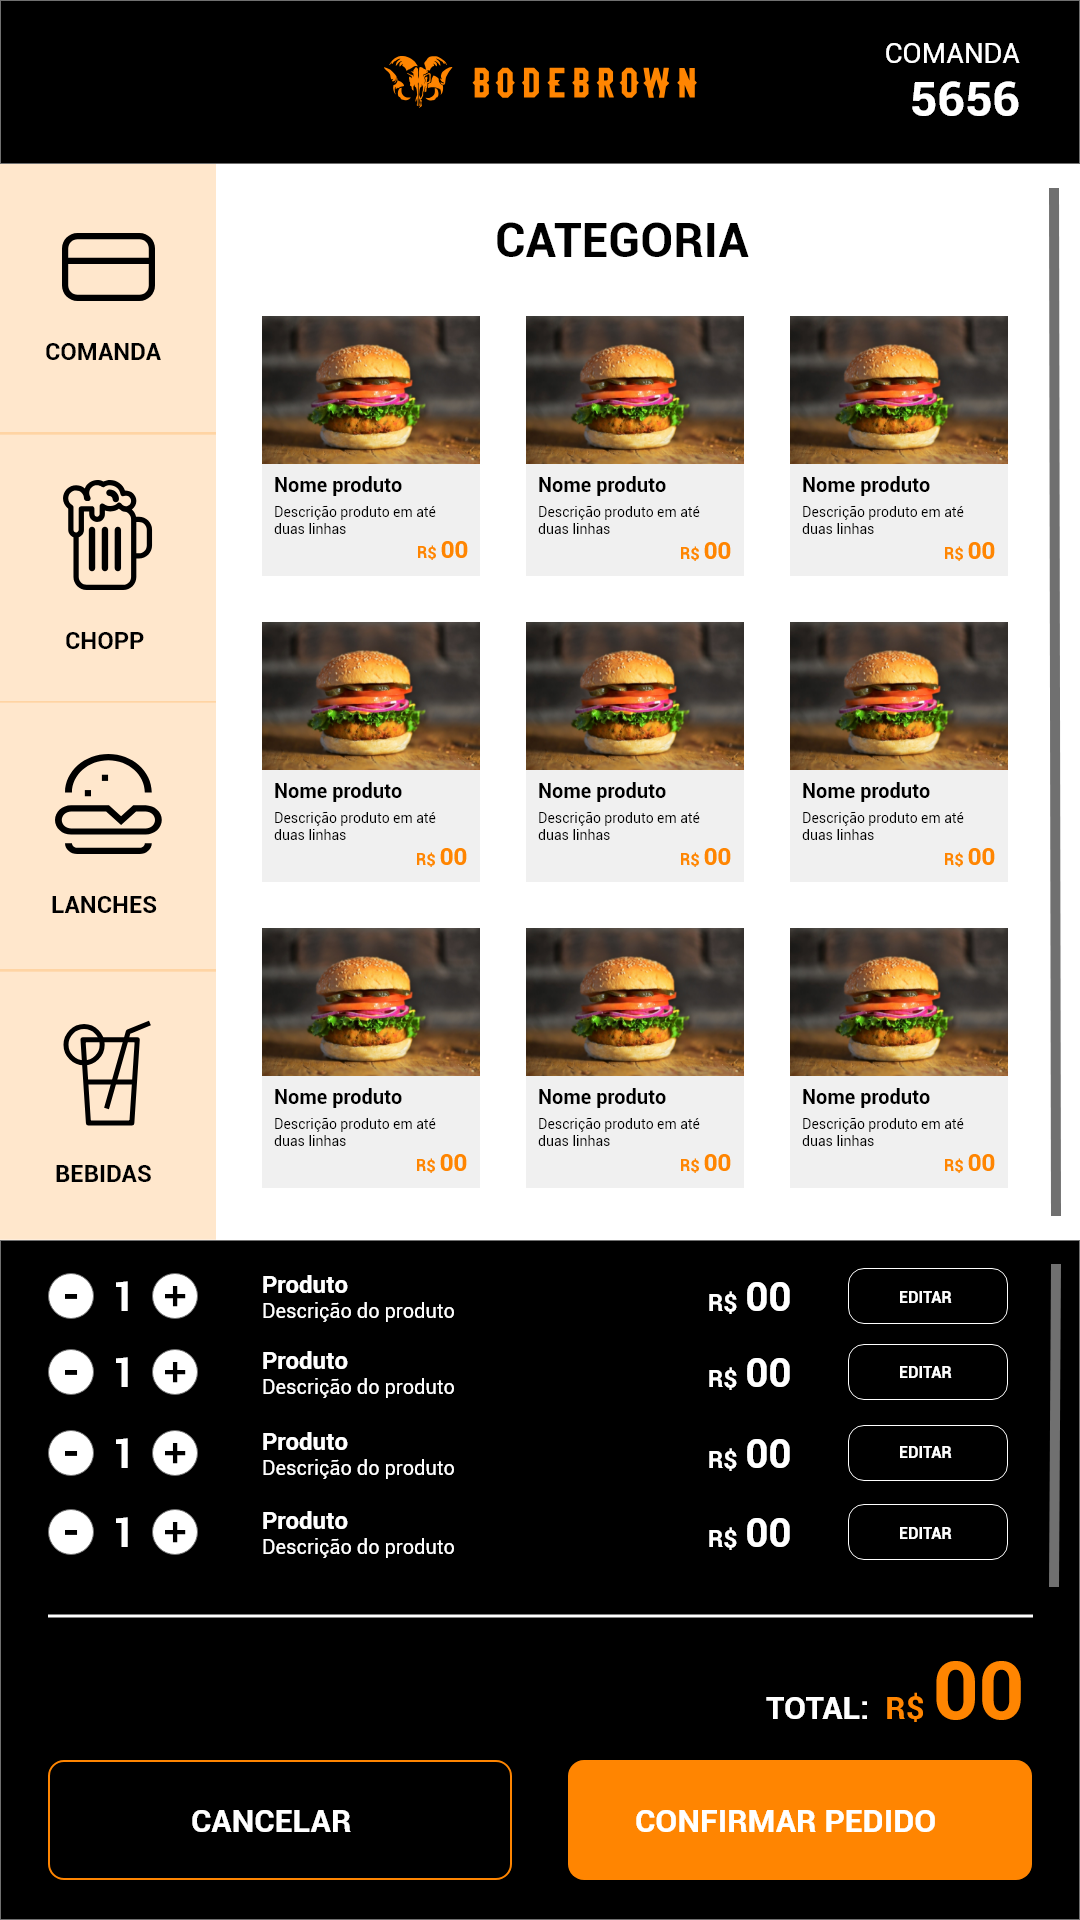 BODEBROWN
COMANDA
5656
COMANDA
CHOPP
LANCHES
BEBIDAS
CATEGORIA
Nome produto
Descrição produto em até
duas linhas
R$ 00
Nome produto
Descrição produto em até
duas linhas
R$ 00
Nome produto
Descrição produto em até
duas linhas
R$ 00
Nome produto
Descrição produto em até
duas linhas
R$ 00
Nome produto
Descrição produto em até
duas linhas
R$ 00
Nome produto
Descrição produto em até
duas linhas
R$ 00
Nome produto
Descrição produto em até
duas linhas
R$ 00
Nome produto
Descrição produto em até
duas linhas
R$ 00
Nome produto
Descrição produto em até
duas linhas
R$ 00
- 1 +
Produto
Descrição do produto
R$ 00
EDITAR
- 1 +
Produto
Descrição do produto
R$ 00
EDITAR
- 1 +
Produto
Descrição do produto
R$ 00
EDITAR
- 1 +
Produto
Descrição do produto
R$ 00
EDITAR
TOTAL: R$ 00
CANCELAR
CONFIRMAR PEDIDO